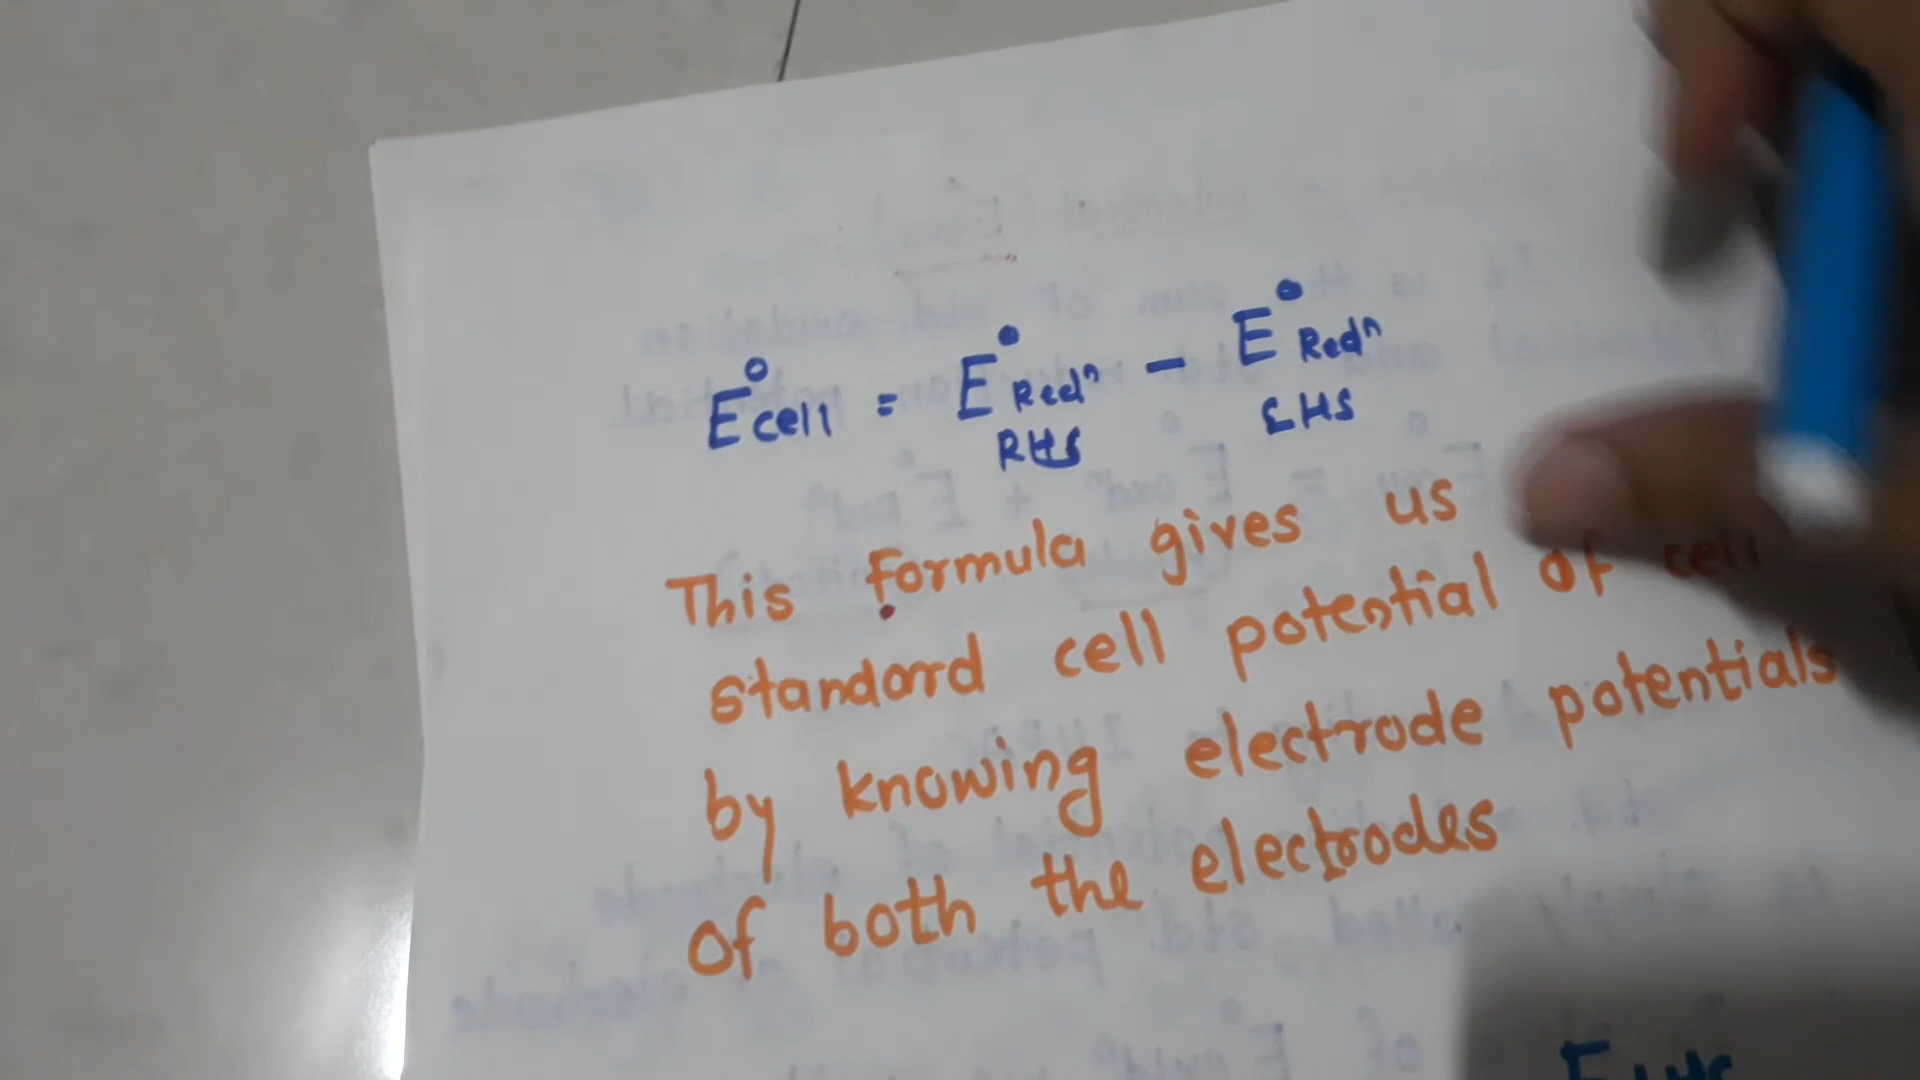 E° cell = E° Redⁿ - E° Redⁿ
RHS LHS
This formula gives us
standard cell potential of cell
by knowing electrode potentials
of both the electrodes